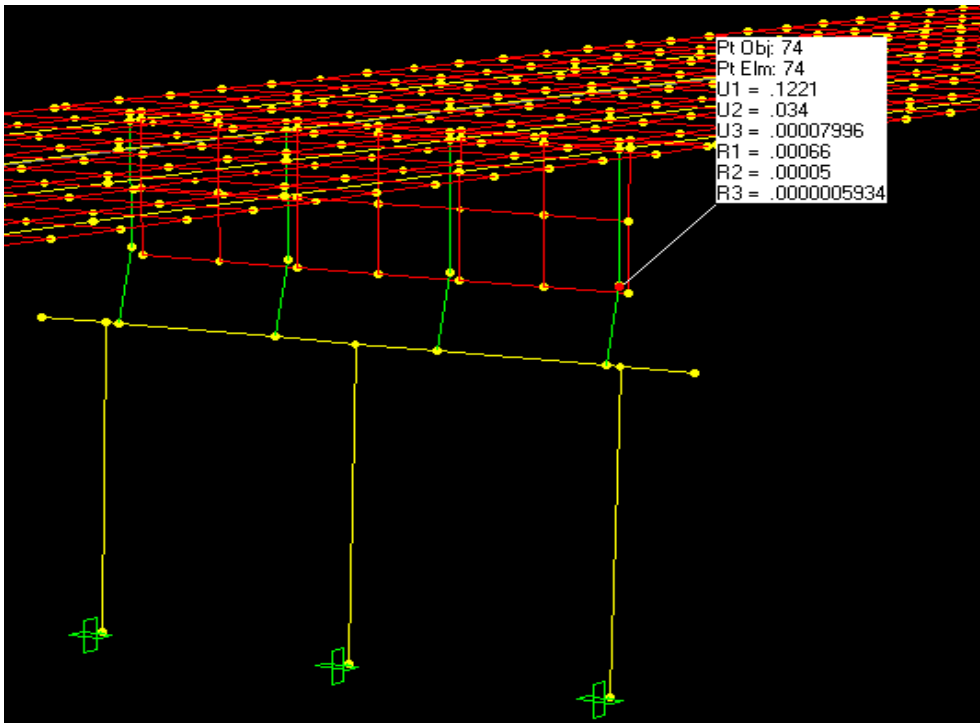 Pt Obj: 74
Pt Elm: 74
U1 = .1221
U2 = .034
U3 = .00007996
R1 = .00066
R2 = .00005
R3 = .0000005934